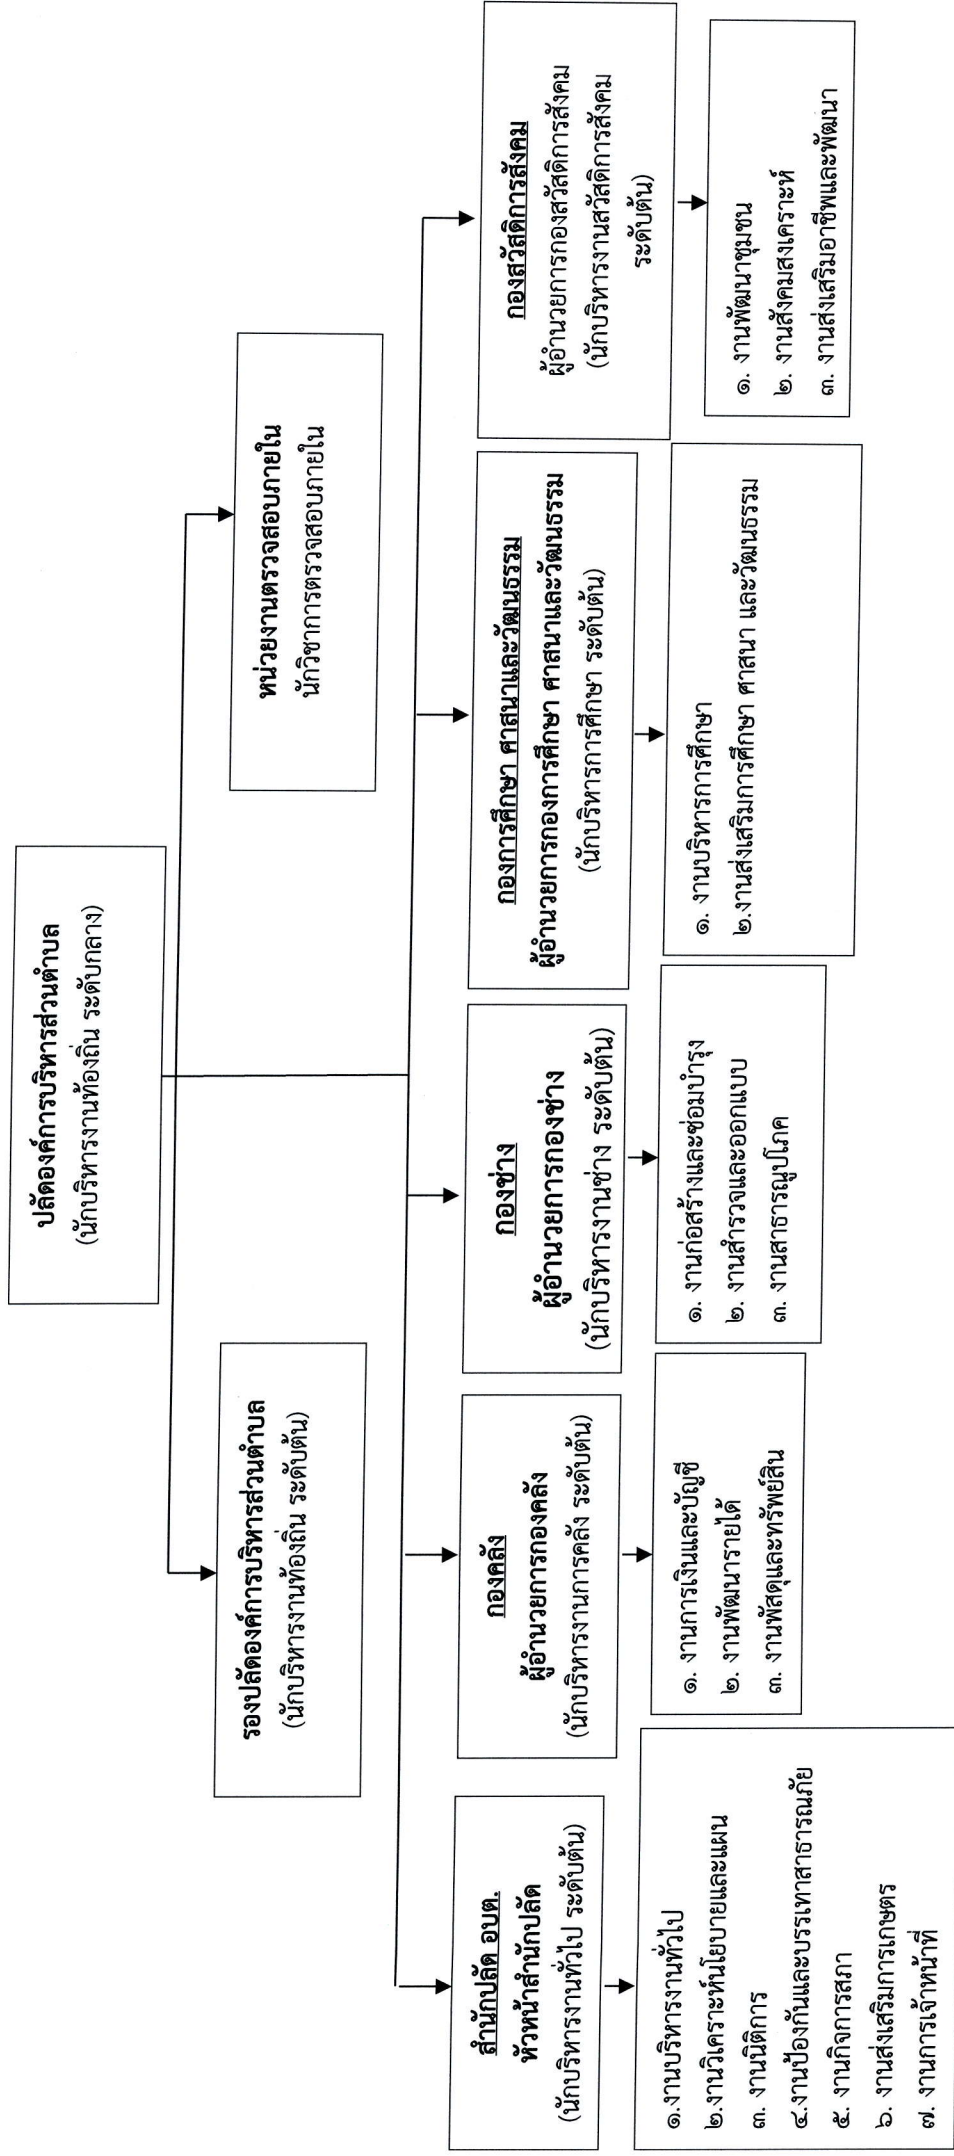 ปลัดองค์การบริหารส่วนตำบล
(นักบริหารงานท้องถิ่น ระดับกลาง)
รองปลัดองค์การบริหารส่วนตำบล
(นักบริหารงานท้องถิ่น ระดับต้น)
หน่วยงานตรวจสอบภายใน
นักวิชาการตรวจสอบภายใน
สำนักปลัด อบต.
หัวหน้าสำนักปลัด
(นักบริหารงานทั่วไป ระดับต้น)
กองคลัง
ผู้อำนวยการกองคลัง
(นักบริหารงานการคลัง ระดับต้น)
กองช่าง
ผู้อำนวยการกองช่าง
(นักบริหารงานช่าง ระดับต้น)
กองการศึกษา ศาสนาและวัฒนธรรม
ผู้อำนวยการกองการศึกษา ศาสนาและวัฒนธรรม
(นักบริหารการศึกษา ระดับต้น)
กองสวัสดิการสังคม
ผู้อำนวยการกองสวัสดิการสังคม
(นักบริหารงานสวัสดิการสังคม
ระดับต้น)
๑.งานบริหารงานทั่วไป
๒.งานวิเคราะห์นโยบายและแผน
๓. งานนิติการ
๔.งานป้องกันและบรรเทาสาธารณภัย
๕. งานกิจการสภา
๖. งานส่งเสริมการเกษตร
๗. งานการเจ้าหน้าที่
๑. งานการเงินและบัญชี
๒. งานพัฒนารายได้
๓. งานพัสดุและทรัพย์สิน
๑. งานก่อสร้างและซ่อมบำรุง
๒. งานสำรวจและออกแบบ
๓. งานสาธารณูปโภค
๑. งานบริหารการศึกษา
๒.งานส่งเสริมการศึกษา ศาสนา และวัฒนธรรม
๑. งานพัฒนาชุมชน
๒. งานสังคมสงเคราะห์
๓. งานส่งเสริมอาชีพและพัฒนา